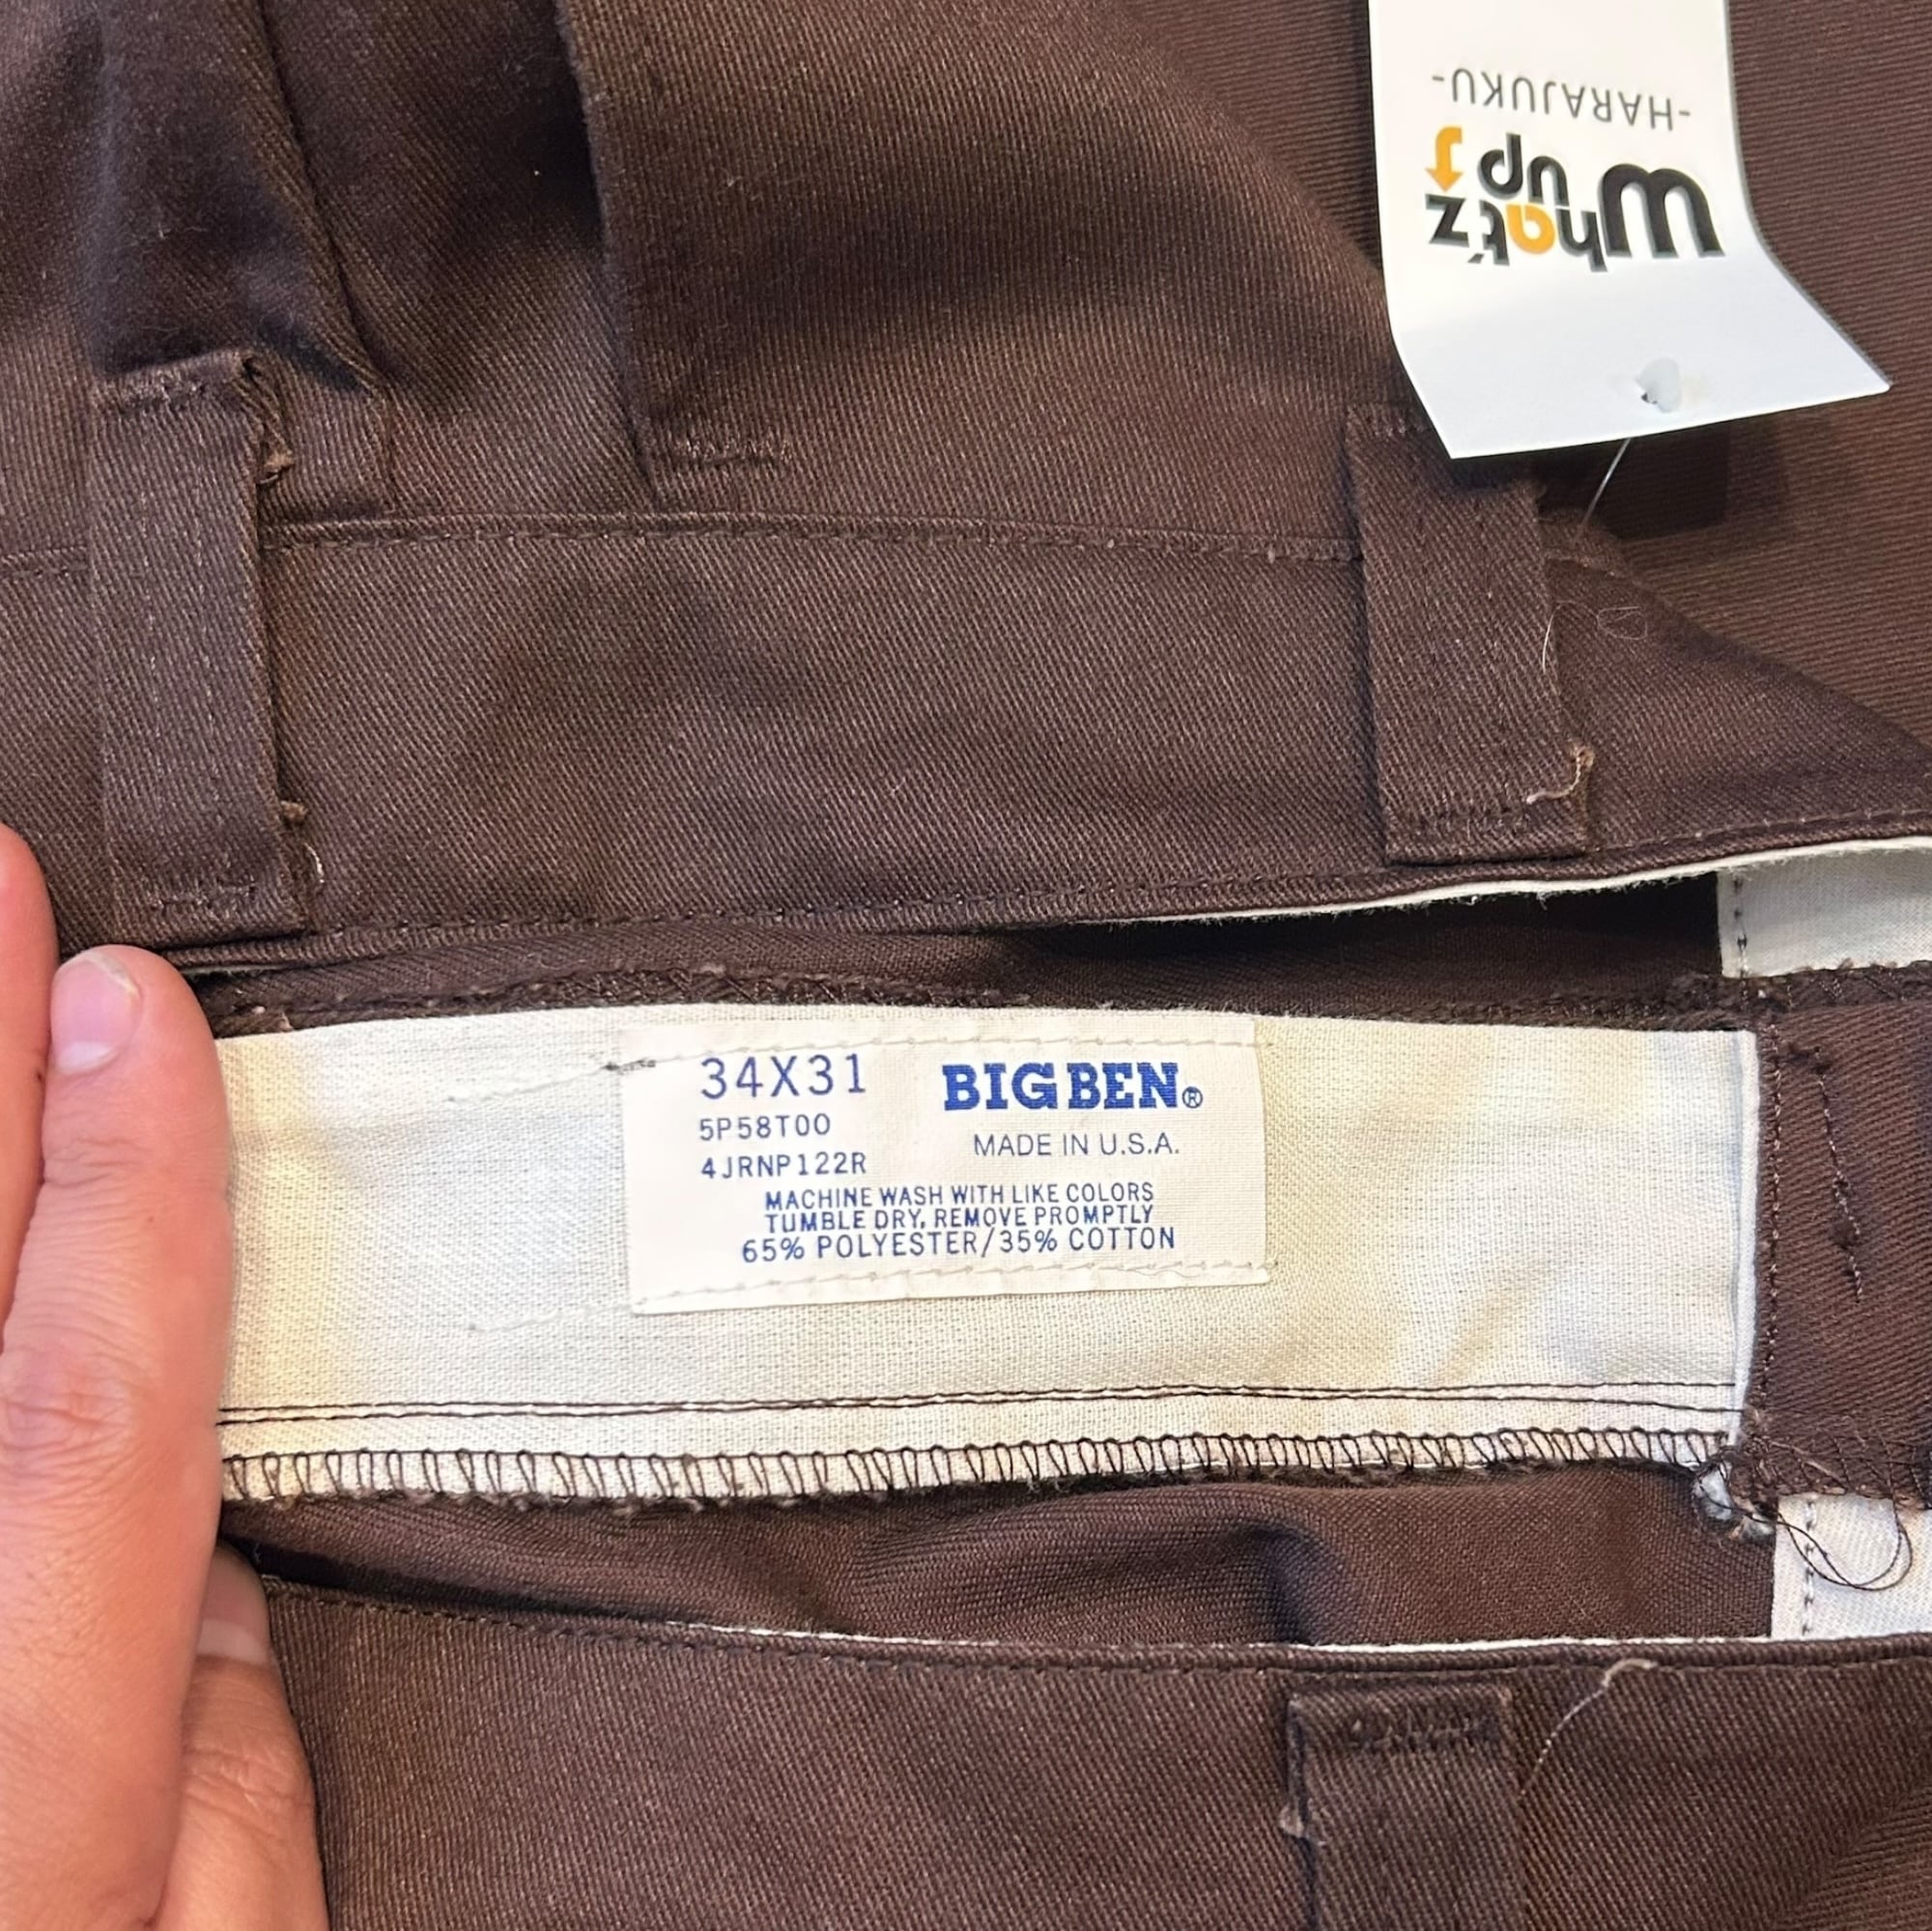 -HARAJUKU-
What'z up
34X31
5P58T00
4JRNP122R
BIG BEN®
MADE IN U.S.A.
MACHINE WASH WITH LIKE COLORS
TUMBLE DRY, REMOVE PROMPTLY
65% POLYESTER/35% COTTON